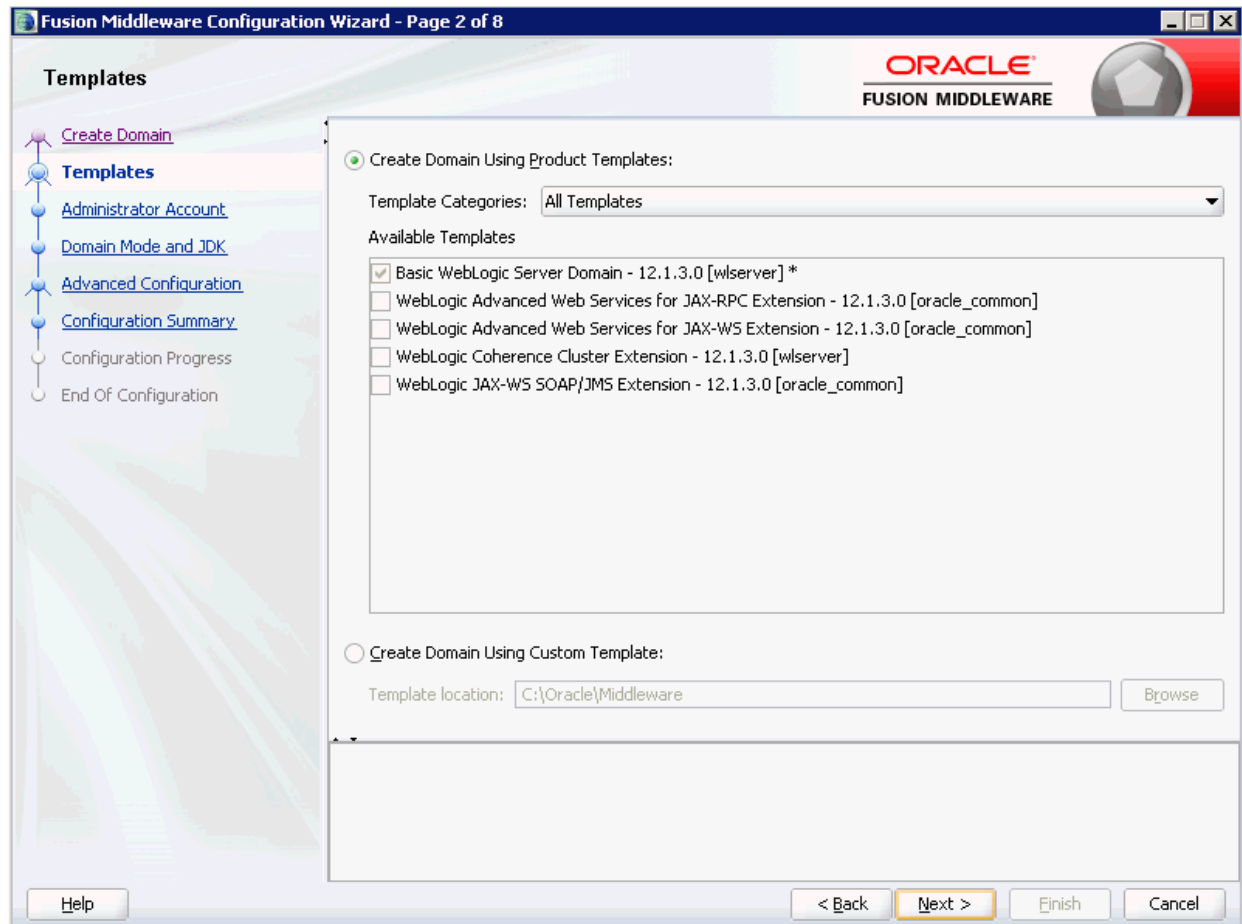 Fusion Middleware Configuration Wizard - Page 2 of 8
Templates
ORACLE
FUSION MIDDLEWARE
Create Domain
Templates
Administrator Account
Domain Mode and JDK
Advanced Configuration
Configuration Summary
Configuration Progress
End Of Configuration
Create Domain Using Product Templates:
Template Categories: All Templates
Available Templates
Basic WebLogic Server Domain - 12.1.3.0 [wlserver] *
WebLogic Advanced Web Services for JAX-RPC Extension - 12.1.3.0 [oracle_common]
WebLogic Advanced Web Services for JAX-WS Extension - 12.1.3.0 [oracle_common]
WebLogic Coherence Cluster Extension - 12.1.3.0 [wlserver]
WebLogic JAX-WS SOAP/JMS Extension - 12.1.3.0 [oracle_common]
Create Domain Using Custom Template:
Template location: C:\Oracle\Middleware Browse
Help < Back Next > Finish Cancel